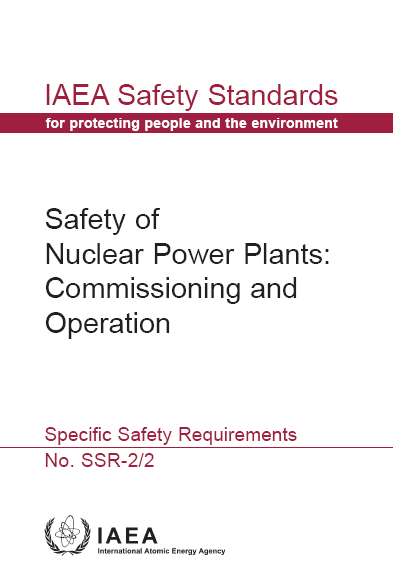 IAEA Safety Standards
for protecting people and the environment
Safety of
Nuclear Power Plants:
Commissioning and
Operation
Specific Safety Requirements
No. SSR-2/2
IAEA
International Atomic Energy Agency